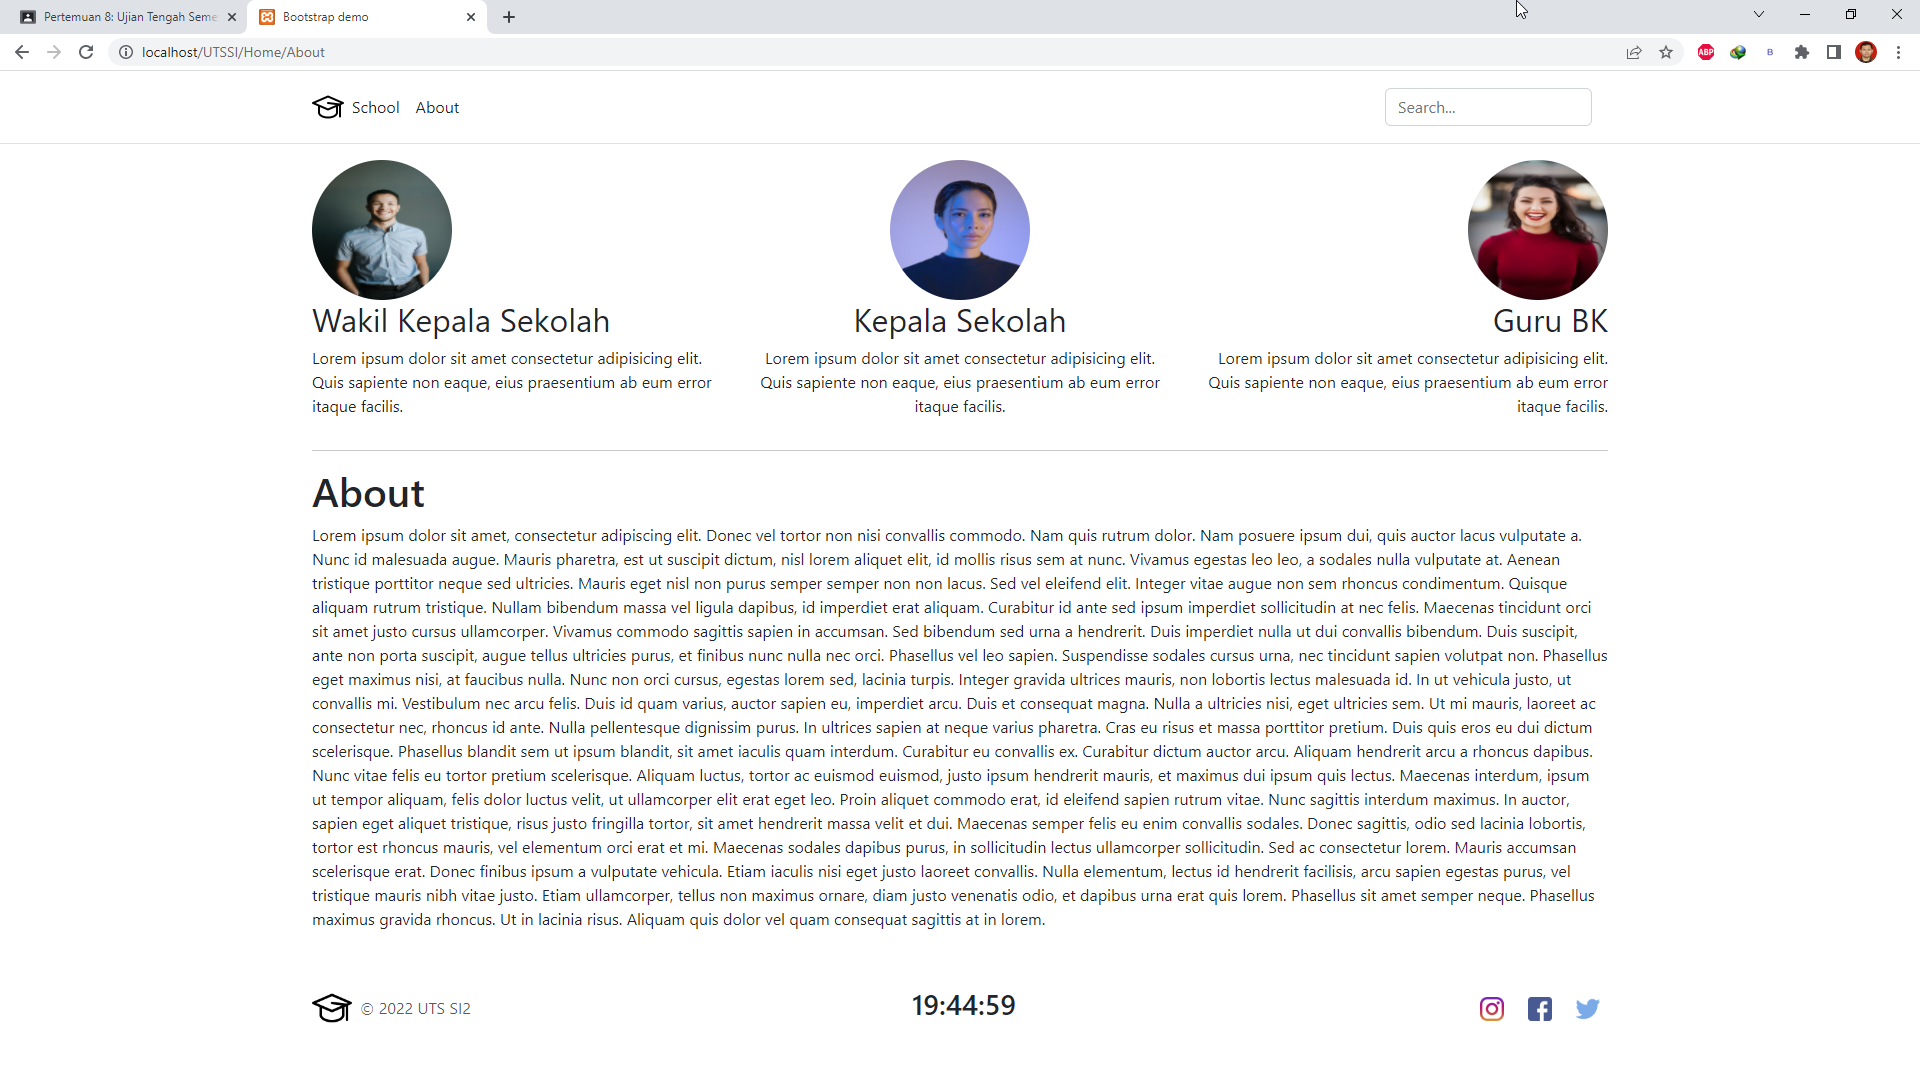 Pertemuan 8: Ujian Tengah Seme
Bootstrap demo
localhost/UTSSI/Home/About
ABP
B
School
About
Search...
Wakil Kepala Sekolah
Lorem ipsum dolor sit amet consectetur adipisicing elit.
Quis sapiente non eaque, eius praesentium ab eum error
itaque facilis.
Kepala Sekolah
Lorem ipsum dolor sit amet consectetur adipisicing elit.
Quis sapiente non eaque, eius praesentium ab eum error
itaque facilis.
Guru BK
Lorem ipsum dolor sit amet consectetur adipisicing elit.
Quis sapiente non eaque, eius praesentium ab eum error
itaque facilis.
About
Lorem ipsum dolor sit amet, consectetur adipiscing elit. Donec vel tortor non nisi convallis commodo. Nam quis rutrum dolor. Nam posuere ipsum dui, quis auctor lacus vulputate a.
Nunc id malesuada augue. Mauris pharetra, est ut suscipit dictum, nisl lorem aliquet elit, id mollis risus sem at nunc. Vivamus egestas leo leo, a sodales nulla vulputate at. Aenean
tristique porttitor neque sed ultricies. Mauris eget nisl non purus semper semper non non lacus. Sed vel eleifend elit. Integer vitae augue non sem rhoncus condimentum. Quisque
aliquam rutrum tristique. Nullam bibendum massa vel ligula dapibus, id imperdiet erat aliquam. Curabitur id ante sed ipsum imperdiet sollicitudin at nec felis. Maecenas tincidunt orci
sit amet justo cursus ullamcorper. Vivamus commodo sagittis sapien in accumsan. Sed bibendum sed urna a hendrerit. Duis imperdiet nulla ut dui convallis bibendum. Duis suscipit,
ante non porta suscipit, augue tellus ultricies purus, et finibus nunc nulla nec orci. Phasellus vel leo sapien. Suspendisse sodales cursus urna, nec tincidunt sapien volutpat non. Phasellus
eget maximus nisi, at faucibus nulla. Nunc non orci cursus, egestas lorem sed, lacinia turpis. Integer gravida ultrices mauris, non lobortis lectus malesuada id. In ut vehicula justo, ut
convallis mi. Vestibulum nec arcu felis. Duis id quam varius, auctor sapien eu, imperdiet arcu. Duis et consequat magna. Nulla a ultricies nisi, eget ultricies sem. Ut mi mauris, laoreet ac
consectetur nec, rhoncus id ante. Nulla pellentesque dignissim purus. In ultrices sapien at neque varius pharetra. Cras eu risus et massa porttitor pretium. Duis quis eros eu dui dictum
scelerisque. Phasellus blandit sem ut ipsum blandit, sit amet iaculis quam interdum. Curabitur eu convallis ex. Curabitur dictum auctor arcu. Aliquam hendrerit arcu a rhoncus dapibus.
Nunc vitae felis eu tortor pretium scelerisque. Aliquam luctus, tortor ac euismod euismod, justo ipsum hendrerit mauris, et maximus dui ipsum quis lectus. Maecenas interdum, ipsum
ut tempor aliquam, felis dolor luctus velit, ut ullamcorper elit erat eget leo. Proin aliquet commodo erat, id eleifend sapien rutrum vitae. Nunc sagittis interdum maximus. In auctor,
sapien eget aliquet tristique, risus justo fringilla tortor, sit amet hendrerit massa velit et dui. Maecenas semper felis eu enim convallis sodales. Donec sagittis, odio sed lacinia lobortis,
tortor est rhoncus mauris, vel elementum orci erat et mi. Maecenas sodales dapibus purus, in sollicitudin lectus ullamcorper sollicitudin. Sed ac consectetur lorem. Mauris accumsan
scelerisque erat. Donec finibus ipsum a vulputate vehicula. Etiam iaculis nisi eget justo laoreet convallis. Nulla elementum, lectus id hendrerit facilisis, arcu sapien egestas purus, vel
tristique mauris nibh vitae justo. Etiam ullamcorper, tellus non maximus ornare, diam justo venenatis odio, et dapibus urna erat quis lorem. Phasellus sit amet semper neque. Phasellus
maximus gravida rhoncus. Ut in lacinia risus. Aliquam quis dolor vel quam consequat sagittis at in lorem.
© 2022 UTS SI2
19:44:59